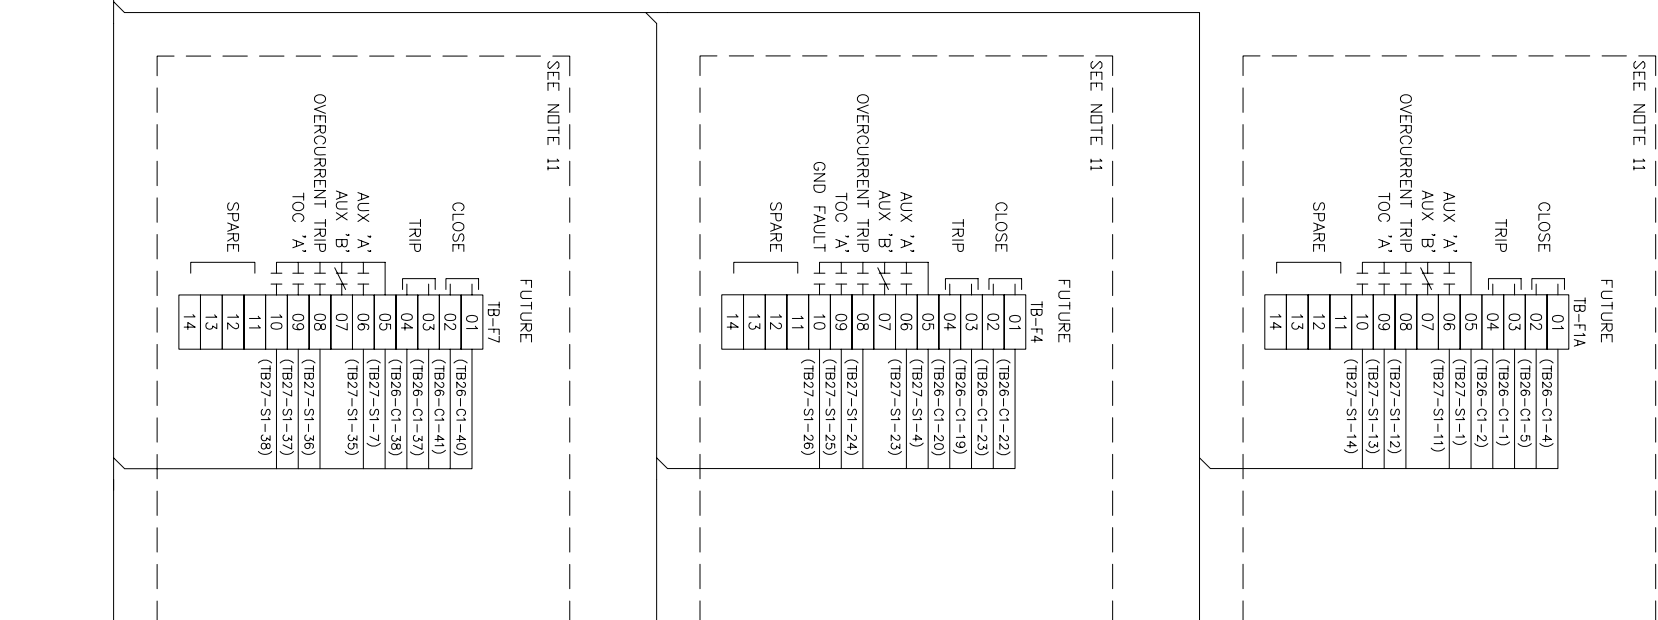 SEE NOTE 11
FUTURE
TB-F1A
01 (TB26-C1-4)
CLOSE
02 (TB26-C1-5)
03 (TB26-C1-1)
TRIP
04 (TB26-C1-2)
05 (TB27-S1-1)
AUX 'A' 06 (TB27-S1-11)
AUX 'B' 07
OVERCURRENT TRIP 08 (TB27-S1-12)
TOC 'A' 09 (TB27-S1-13)
10 (TB27-S1-14)
11
SPARE 12
13
14
SEE NOTE 11
FUTURE
TB-F4
01 (TB26-C1-22)
CLOSE
02 (TB26-C1-23)
03 (TB26-C1-19)
TRIP
04 (TB26-C1-20)
05 (TB27-S1-4)
AUX 'A' 06 (TB27-S1-23)
AUX 'B' 07
OVERCURRENT TRIP 08 (TB27-S1-24)
TOC 'A' 09 (TB27-S1-25)
GND FAULT 10 (TB27-S1-26)
11
SPARE 12
13
14
SEE NOTE 11
FUTURE
TB-F7
01 (TB26-C1-40)
CLOSE
02 (TB26-C1-41)
03 (TB26-C1-37)
TRIP
04 (TB26-C1-38)
05 (TB27-S1-7)
AUX 'A' 06 (TB27-S1-35)
AUX 'B' 07
OVERCURRENT TRIP 08 (TB27-S1-36)
TOC 'A' 09 (TB27-S1-37)
10 (TB27-S1-38)
11
SPARE 12
13
14